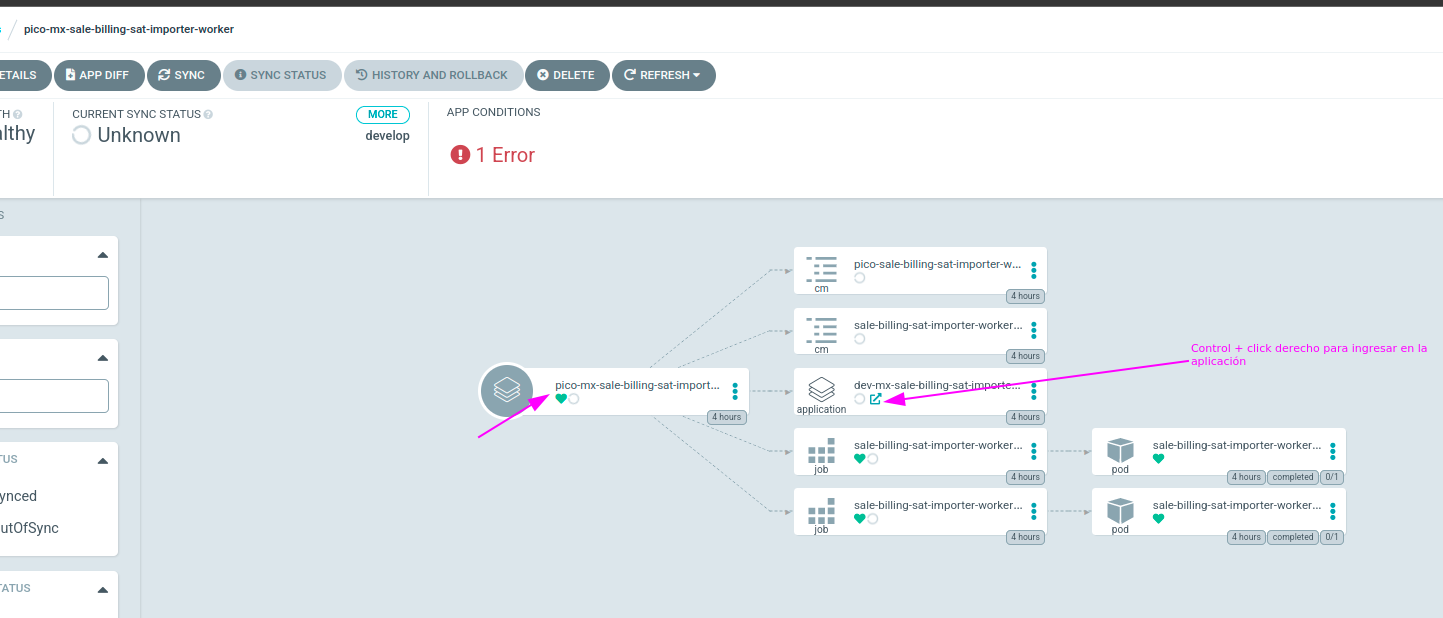 s / pico-mx-sale-billing-sat-importer-worker
ETAILS APP DIFF SYNC SYNC STATUS HISTORY AND ROLLBACK DELETE REFRESH
TH CURRENT SYNC STATUS MORE APP CONDITIONS
althy Unknown develop
1 Error
S
pico-sale-billing-sat-importer-w...
cm
4 hours
sale-billing-sat-importer-worker...
cm
4 hours
Control + click derecho para ingresar en la
aplicación
pico-mx-sale-billing-sat-import...
4 hours
dev-mx-sale-billing-sat-importe...
application
4 hours
sale-billing-sat-importer-worker...
job
4 hours
sale-billing-sat-importer-worker...
pod
4 hours completed 0/1
sale-billing-sat-importer-worker...
job
4 hours
sale-billing-sat-importer-worker...
pod
4 hours completed 0/1
TUS
ynced
utOfSync
TATUS